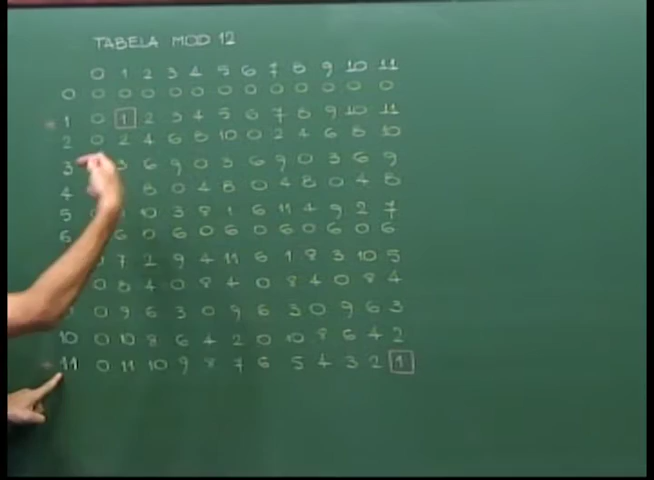 TABELA MOD 12
0 1 2 3 4 5 6 7 8 9 10 11
0 0 0 0 0 0 0 0 0 0 0 0 0
1 0 1 2 3 4 5 6 7 8 9 10 11
2 0 2 4 6 8 10 0 2 4 6 8 10
3 3 6 9 0 3 6 9 0 3 6 9
4 8 0 4 8 0 4 8 0 4 8
5 10 3 8 1 6 11 4 9 2 7
6 6 0 6 0 6 0 6 0 6 0 6
7 2 9 4 11 6 1 8 3 10 5
0 8 4 0 8 4 0 8 4 0 8 4
0 9 6 3 0 9 6 3 0 9 6 3
10 0 10 8 6 4 2 0 10 8 6 4 2
11 0 11 10 9 8 7 6 5 4 3 2 1